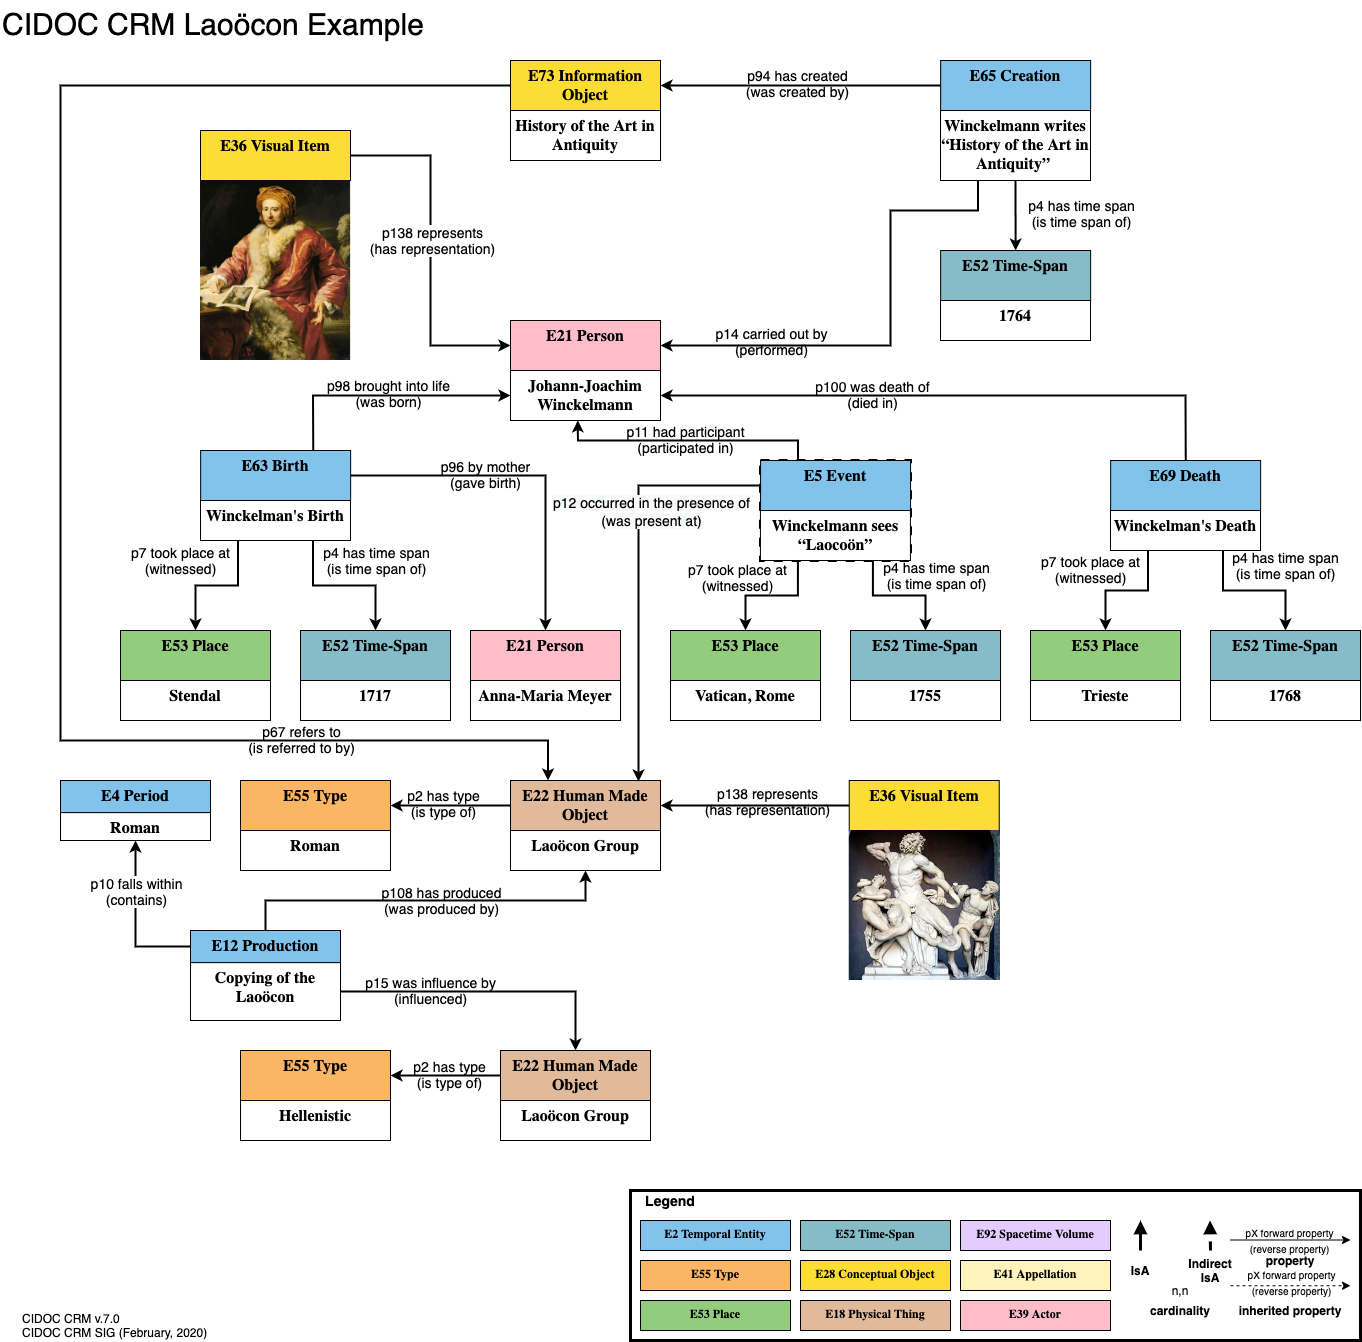 CIDOC CRM Laoöcon Example
E73 Information
Object
History of the Art in
Antiquity
p94 has created
(was created by)
E65 Creation
Winckelmann writes
“History of the Art in
Antiquity”
E36 Visual Item
p138 represents
(has representation)
p4 has time span
(is time span of)
E52 Time-Span
1764
E21 Person
Johann-Joachim
Winckelmann
p14 carried out by
(performed)
p98 brought into life
(was born)
p100 was death of
(died in)
p11 had participant
(participated in)
E63 Birth
Winckelman's Birth
p96 by mother
(gave birth)
p12 occurred in the presence of
(was present at)
E5 Event
Winckelmann sees
“Laocoön”
E69 Death
Winckelman's Death
p7 took place at
(witnessed)
p4 has time span
(is time span of)
p7 took place at
(witnessed)
p4 has time span
(is time span of)
p7 took place at
(witnessed)
p4 has time span
(is time span of)
E53 Place
Stendal
E52 Time-Span
1717
E21 Person
Anna-Maria Meyer
E53 Place
Vatican, Rome
E52 Time-Span
1755
E53 Place
Trieste
E52 Time-Span
1768
p67 refers to
(is referred to by)
E4 Period
Roman
E55 Type
Roman
p2 has type
(is type of)
E22 Human Made
Object
Laoöcon Group
p138 represents
(has representation)
E36 Visual Item
p10 falls within
(contains)
p108 has produced
(was produced by)
E12 Production
Copying of the
Laoöcon
p15 was influence by
(influenced)
E55 Type
Hellenistic
p2 has type
(is type of)
E22 Human Made
Object
Laoöcon Group
Legend
E2 Temporal Entity
E52 Time-Span
E92 Spacetime Volume
E55 Type
E28 Conceptual Object
E41 Appellation
E53 Place
E18 Physical Thing
E39 Actor
IsA
Indirect
IsA
n,n
cardinality
pX forward property
(reverse property)
property
pX forward property
(reverse property)
inherited property
CIDOC CRM v.7.0
CIDOC CRM SIG (February, 2020)